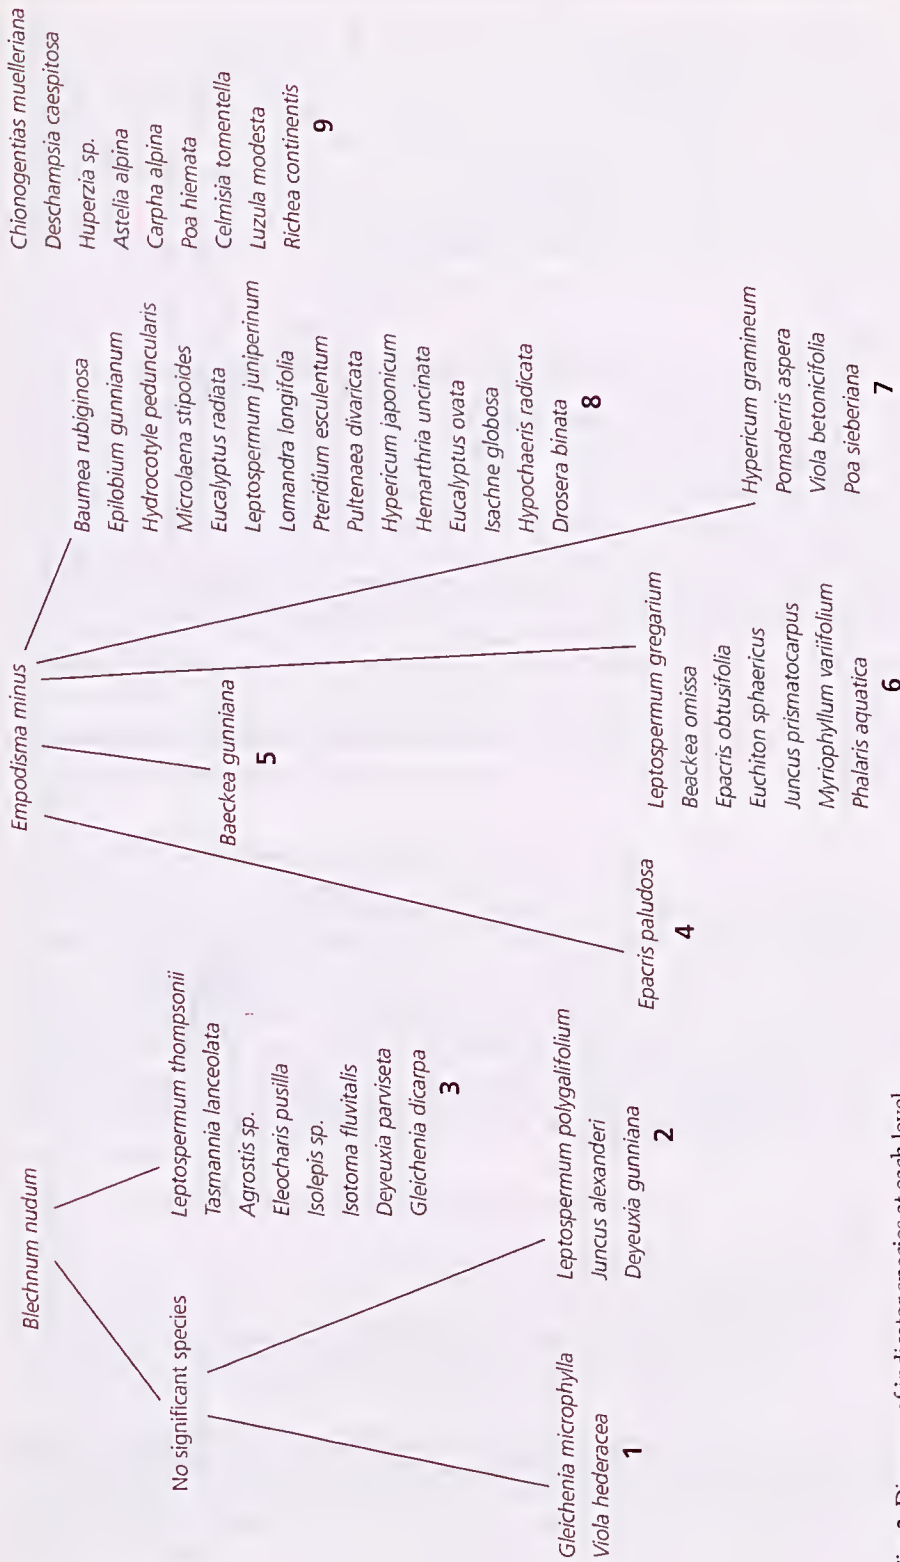 Blechnum nudum
Empodisma minus
No significant species
Leptospermum thompsonii
Tasmannia lanceolata
Agrostis sp.
Eleocharis pusilla
Isolepis sp.
Isotoma fluvitalis
Deyeuxia parviseta
Gleichenia dicarpa
3
Baeckea gunniana
5
Baumea rubiginosa
Epilobium gunnianum
Hydrocotyle peduncularis
Microlaena stipoides
Eucalyptus radiata
Leptospermum juniperinum
Lomandra longifolia
Pteridium esculentum
Pultenaea divaricata
Hypericum japonicum
Hemarthria uncinata
Eucalyptus ovata
Isachne globosa
Hypochaeris radicata
Drosera binata
8
Chionogentias muelleriana
Deschampsia caespitosa
Huperzia sp.
Astelia alpina
Carpha alpina
Poa hiemata
Celmisia tomentella
Luzula modesta
Richea continentis
9
Gleichenia microphylla
Viola hederacea
1
Leptospermum polygalifolium
Juncus alexanderi
Deyeuxia gunniana
2
Epacris paludosa
4
Leptospermum gregarium
Beackea omissa
Epacris obtusifolia
Euchiton sphaericus
Juncus prismatocarpus
Myriophyllum variifolium
Phalaris aquatica
6
Hypericum gramineum
Pomaderris aspera
Viola betonicifolia
Poa sieberiana
7
of indicator species at each level